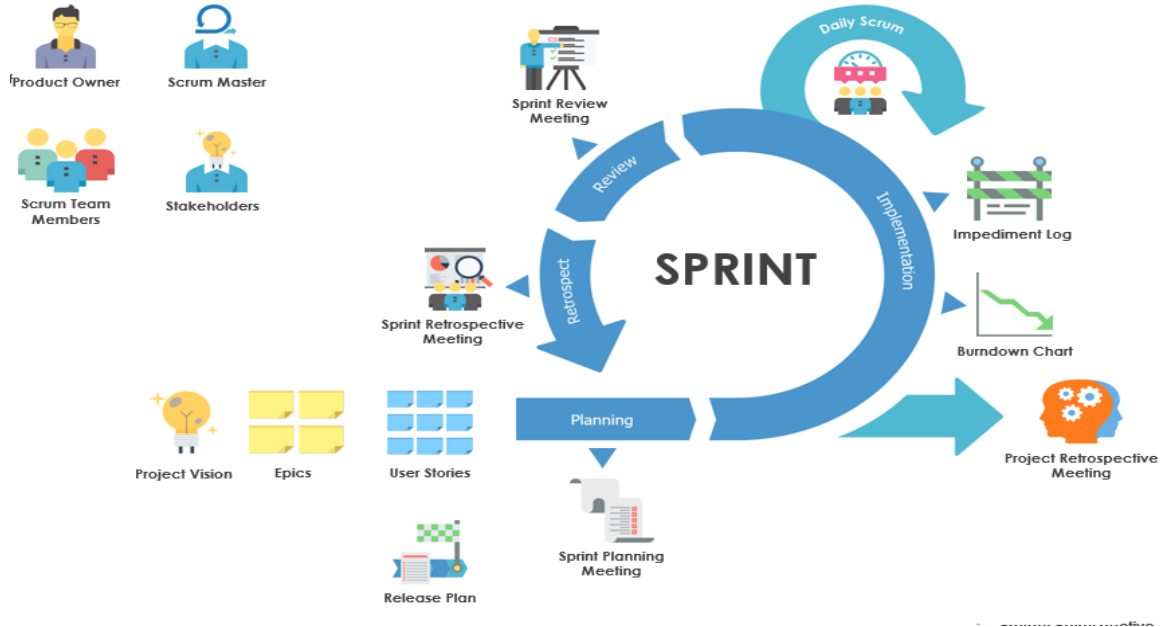 Product Owner
Scrum Master
Scrum Team
Members
Stakeholders
Sprint Review
Meeting
Daily Scrum
Review
Implementation
Impediment Log
SPRINT
Retrospect
Sprint Retrospective
Meeting
Burndown Chart
Planning
Project Vision
Epics
User Stories
Project Retrospective
Meeting
Sprint Planning
Meeting
Release Plan